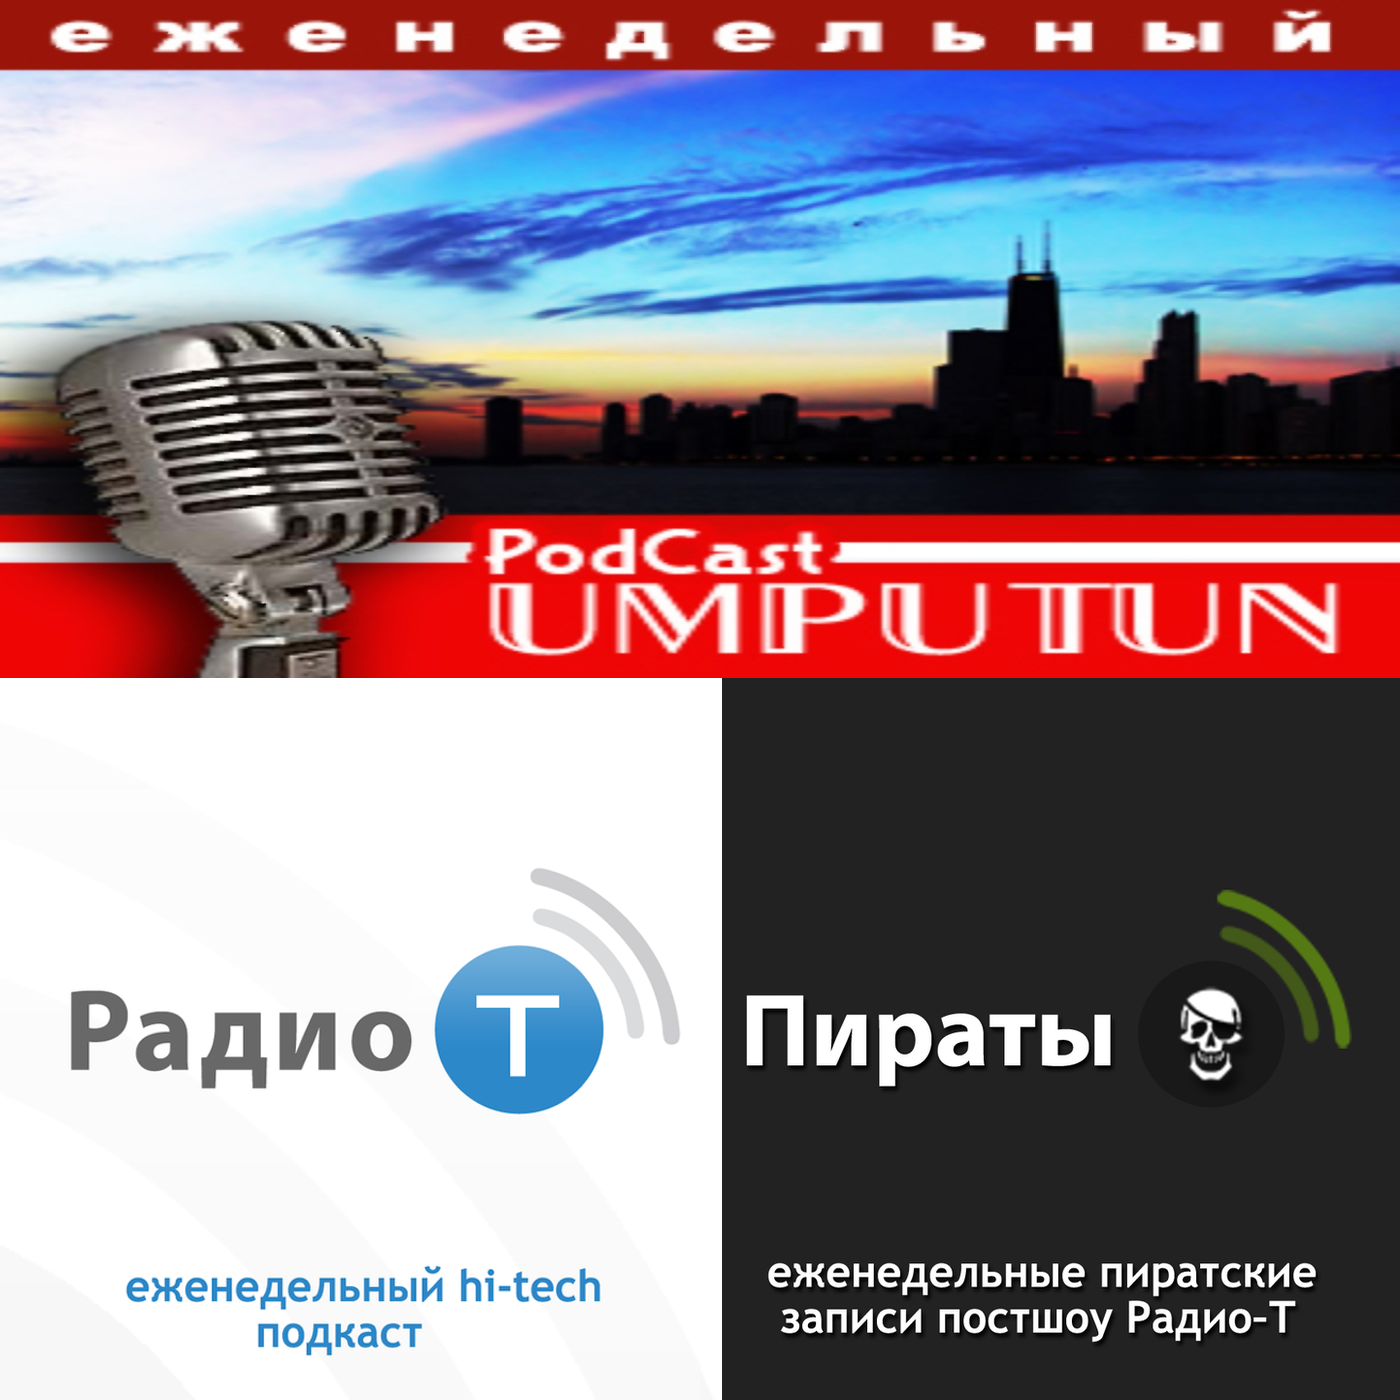 еженедельный
PodCast
UMPUTUN
Радио Т
еженедельный hi-tech
подкаст
Пираты
еженедельные пиратские
записи постшоу Радио-Т